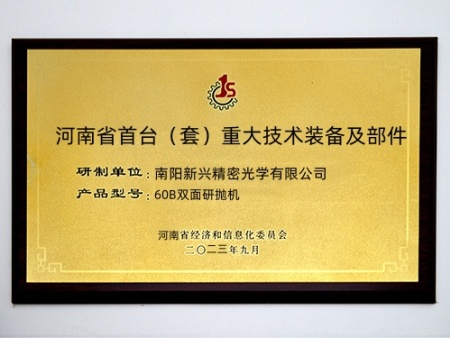 1S
河南省首台（套）重大技术装备及部件
研制单位：南阳新兴精密光学有限公司
产品型号：60B双面研抛机
河南省经济和信息化委员会
二〇二三年九月